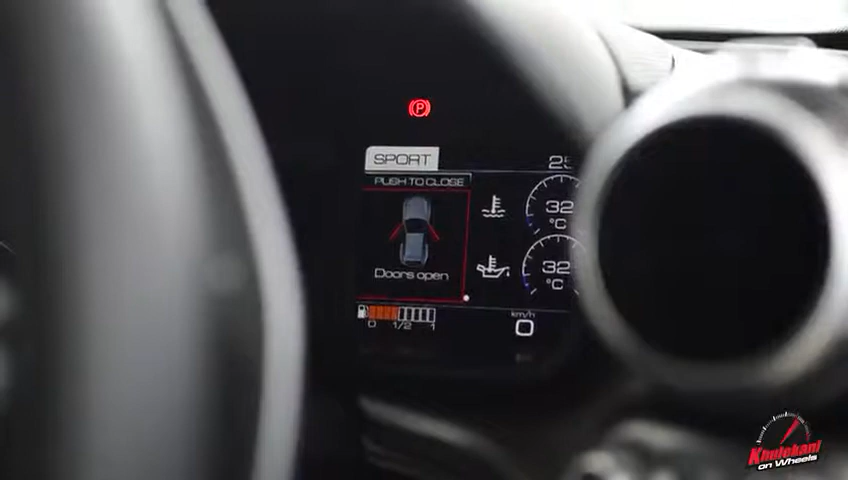 P
SPORT
25
PUSH TO CLOSE
32
°C
Doors open
32
°C
0 1/2 1
km/h
0
Khulekani
on Wheels